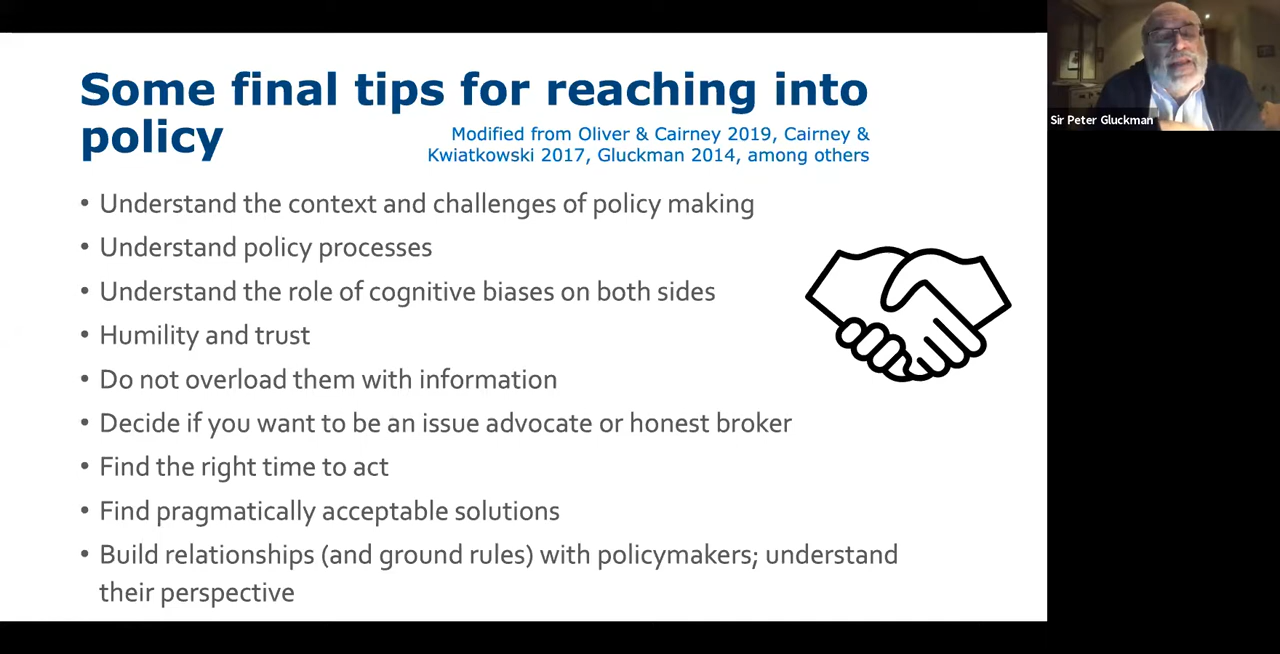 Some final tips for reaching into
policy
Modified from Oliver & Cairney 2019, Cairney &
Kwiatkowski 2017, Gluckman 2014, among others
• Understand the context and challenges of policy making
• Understand policy processes
• Understand the role of cognitive biases on both sides
• Humility and trust
• Do not overload them with information
• Decide if you want to be an issue advocate or honest broker
• Find the right time to act
• Find pragmatically acceptable solutions
• Build relationships (and ground rules) with policymakers; understand
their perspective
Sir Peter Gluckman